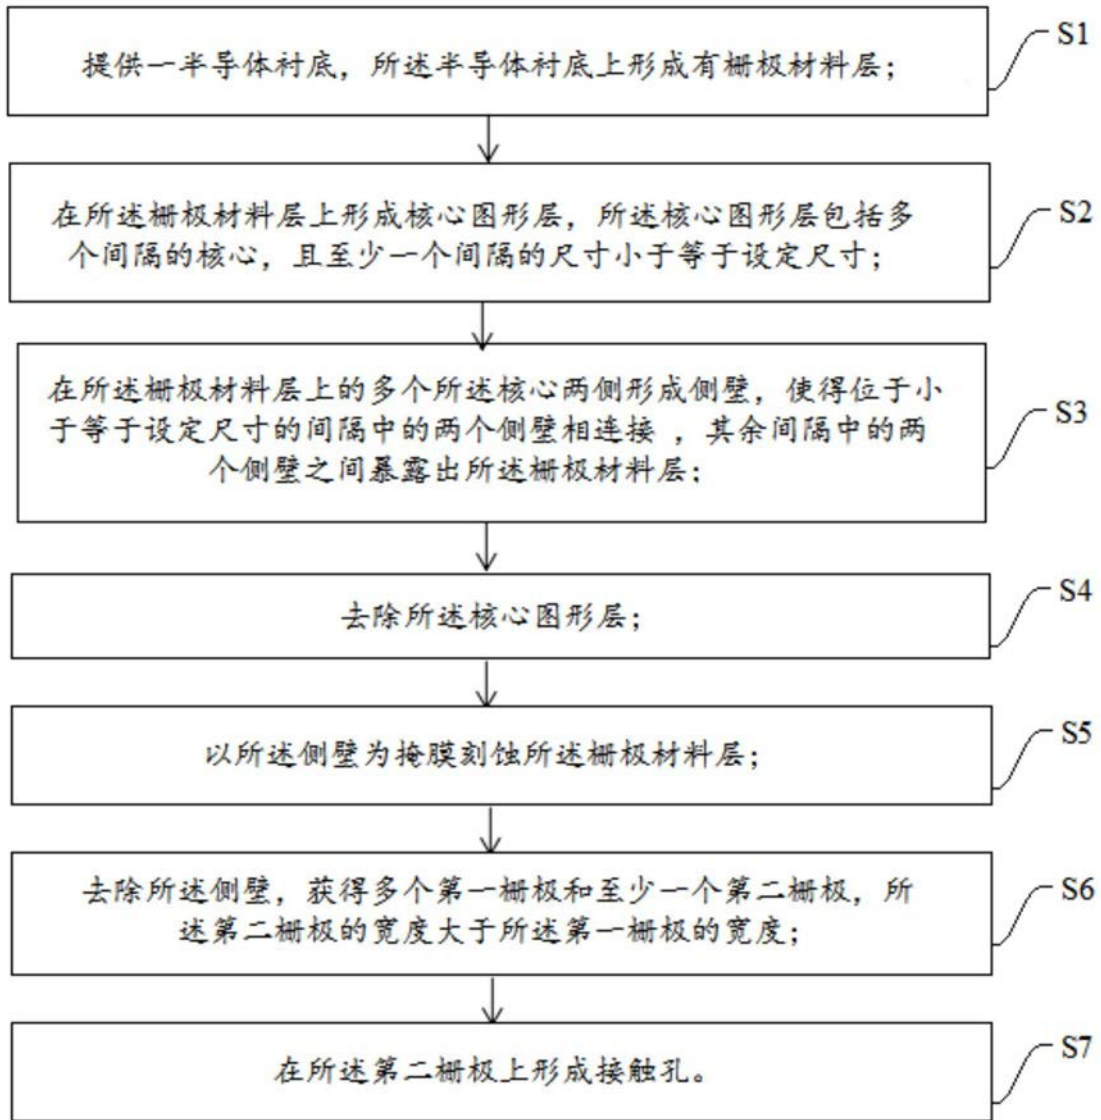 提供一半导体衬底，所述半导体衬底上形成有栅极材料层；
S1
在所述栅极材料层上形成核心图形层，所述核心图形层包括多
个间隔的核心，且至少一个间隔的尺寸小于等于设定尺寸；
S2
在所述栅极材料层上的多个所述核心两侧形成侧壁，使得位于小
于等于设定尺寸的间隔中的两个侧壁相连接 ，其余间隔中的两
个侧壁之间暴露出所述栅极材料层；
S3
去除所述核心图形层；
S4
以所述侧壁为掩膜刻蚀所述栅极材料层；
S5
去除所述侧壁，获得多个第一栅极和至少一个第二栅极，所
述第二栅极的宽度大于所述第一栅极的宽度；
S6
在所述第二栅极上形成接触孔。
S7